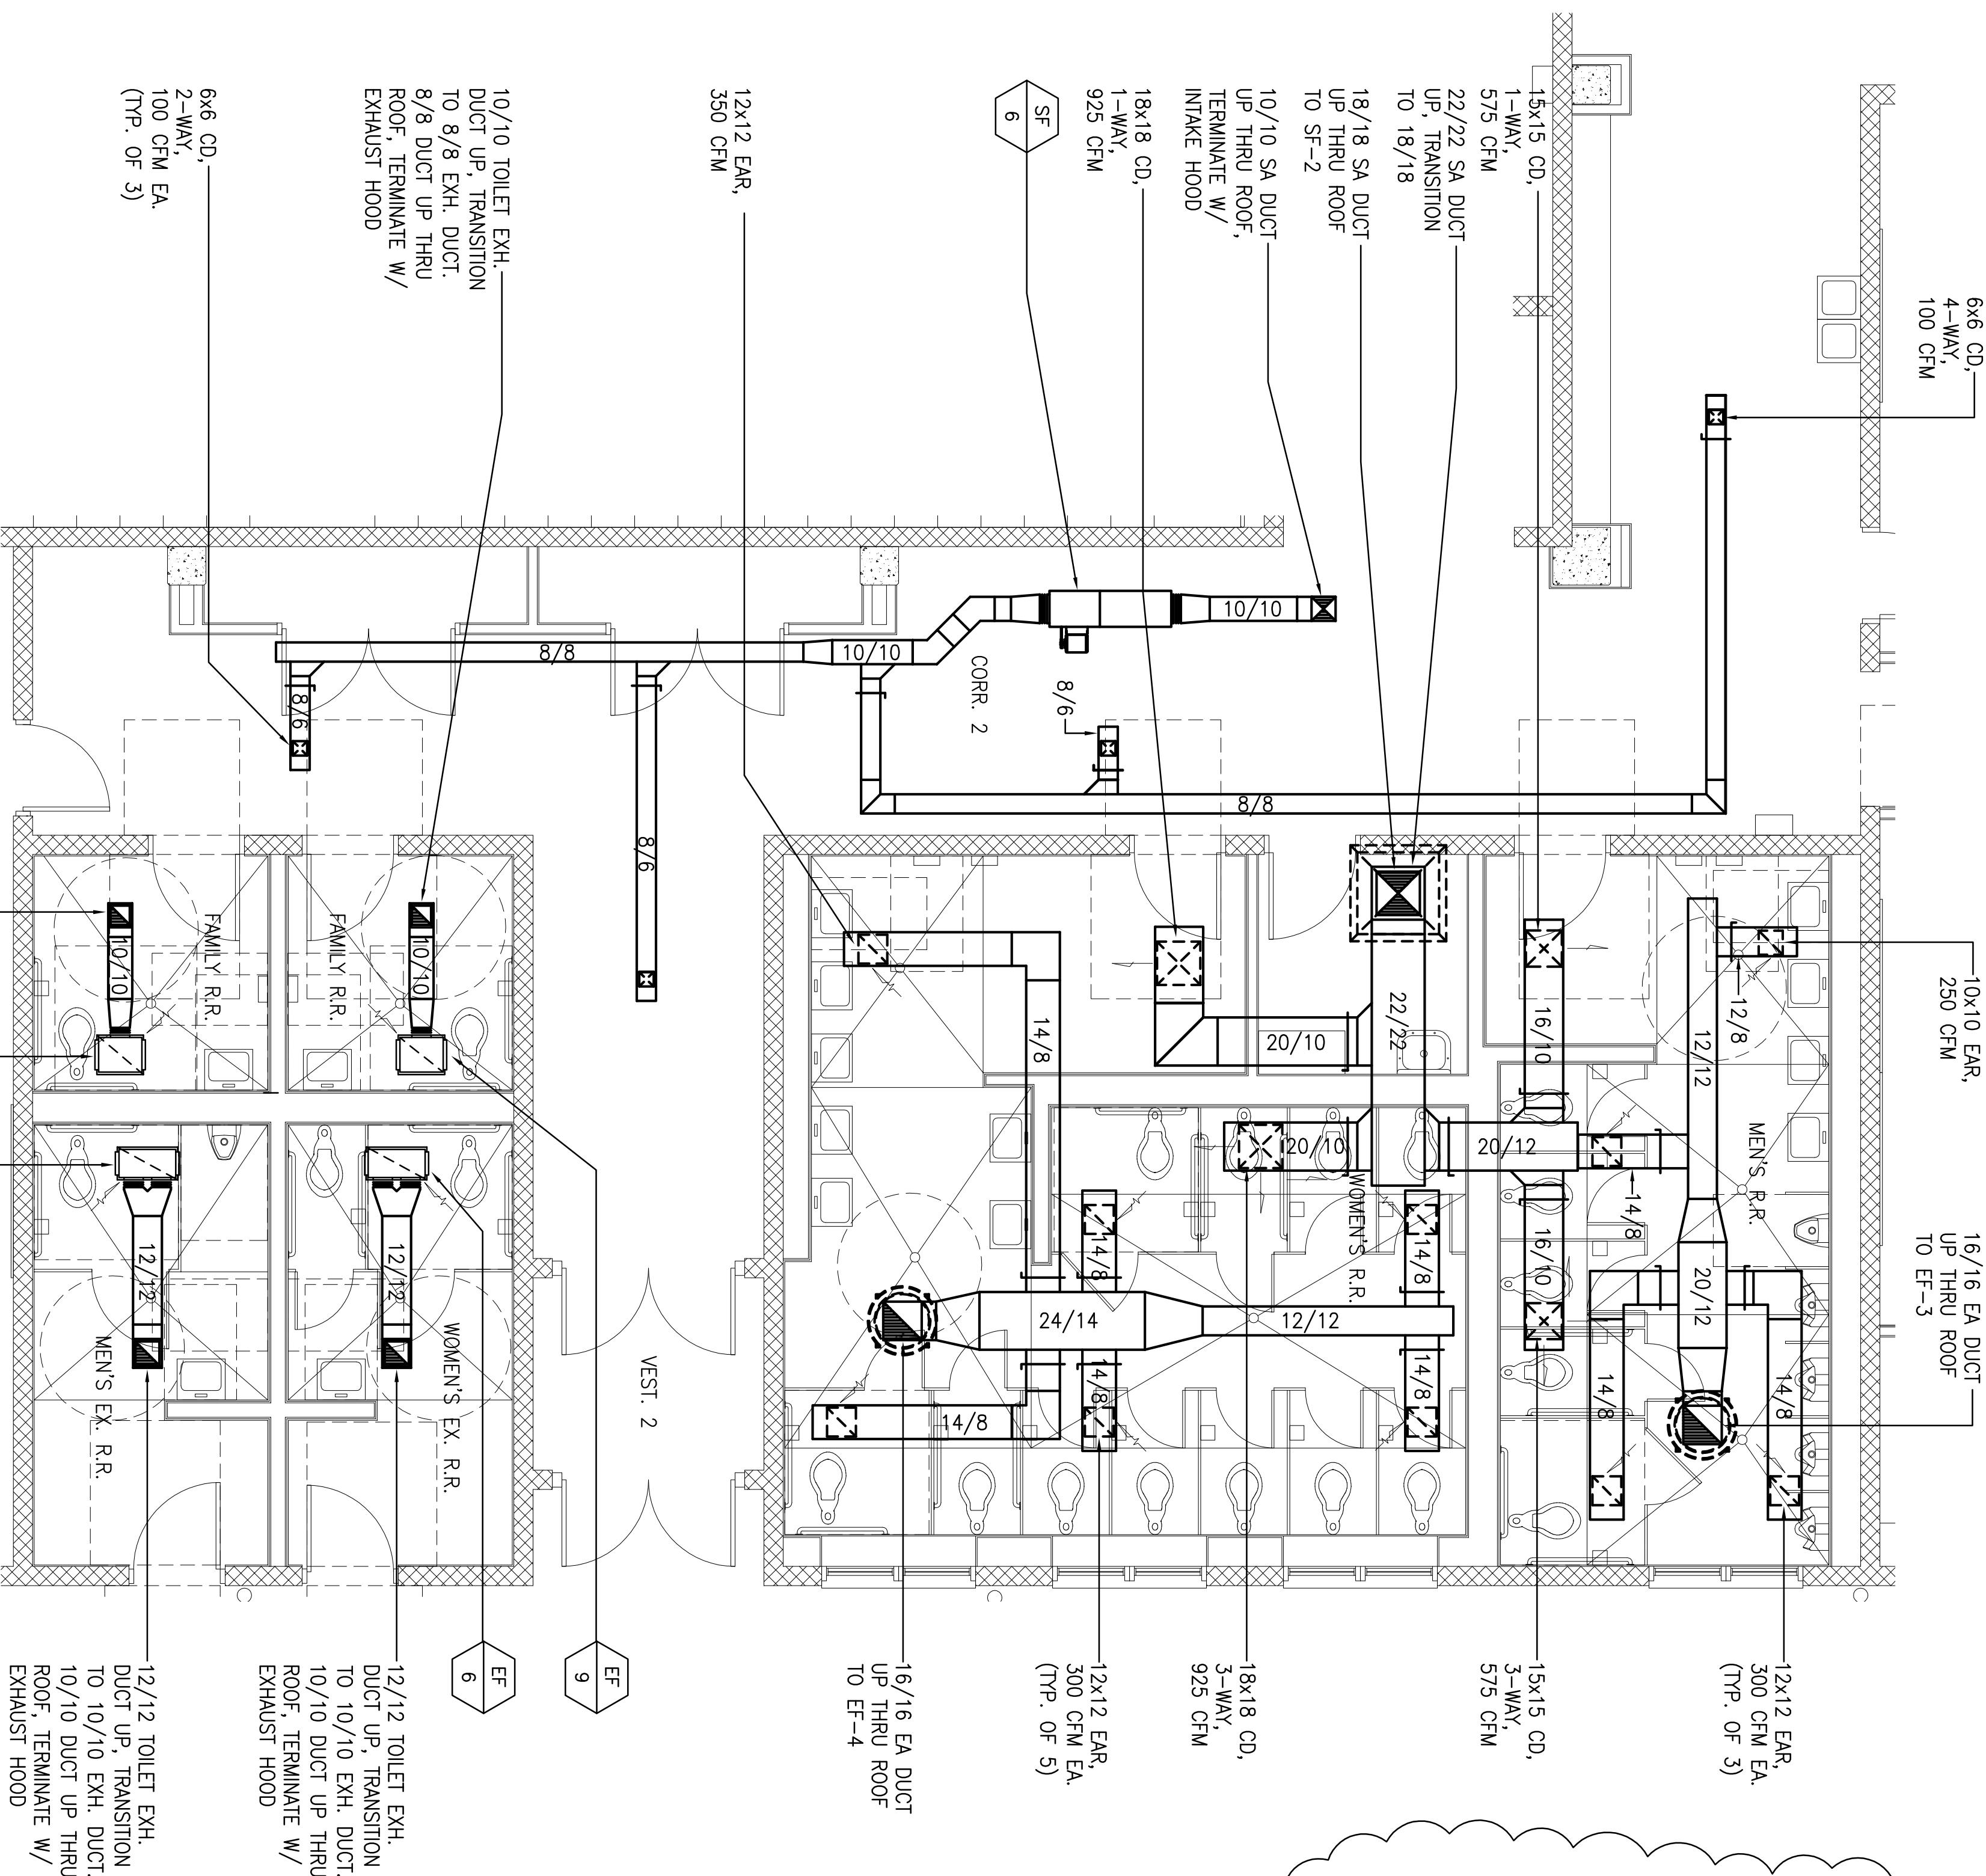 6x6 CD,
4-WAY,
100 CFM
15x15 CD,
1-WAY,
575 CFM
22/22 SA DUCT
UP, TRANSITION
TO 18/18
18/18 SA DUCT
UP THRU ROOF
TO SF-2
10/10 SA DUCT
UP THRU ROOF,
TERMINATE W/
INTAKE HOOD
18x18 CD,
1-WAY,
925 CFM
SF
6
12x12 EAR,
350 CFM
10/10 TOILET EXH.
DUCT UP, TRANSITION
TO 8/8 EXH. DUCT.
8/8 DUCT UP THRU
ROOF, TERMINATE W/
EXHAUST HOOD
6x6 CD,
2-WAY,
100 CFM EA.
(TYP. OF 3)
10/10
10/10
8/8
8/6
CORR. 2
8/6
8/8
8/6
10x10 EAR,
250 CFM
12/8
12/12
16/10
22/22
20/10
14/8
FAMILY R.R.
10/10
FAMILY R.R.
10/10
MEN'S R.R.
14/8
20/12
20/10
WOMEN'S R.R.
16/10
20/12
14/8
14/8
14/8
14/8
12/12
24/14
14/8
14/8
14/8
VEST. 2
12/12
WOMEN'S EX. R.R.
12/12
MEN'S EX. R.R.
16/16 EA DUCT
UP THRU ROOF
TO EF-3
12x12 EAR,
300 CFM EA.
(TYP. OF 3)
15x15 CD,
3-WAY,
575 CFM
18x18 CD,
3-WAY,
925 CFM
12x12 EAR,
300 CFM EA.
(TYP. OF 5)
16/16 EA DUCT
UP THRU ROOF
TO EF-4
EF
9
EF
6
12/12 TOILET EXH.
DUCT UP, TRANSITION
TO 10/10 EXH. DUCT.
10/10 DUCT UP THRU
ROOF, TERMINATE W/
EXHAUST HOOD
12/12 TOILET EXH.
DUCT UP, TRANSITION
TO 10/10 EXH. DUCT.
10/10 DUCT UP THRU
ROOF, TERMINATE W/
EXHAUST HOOD